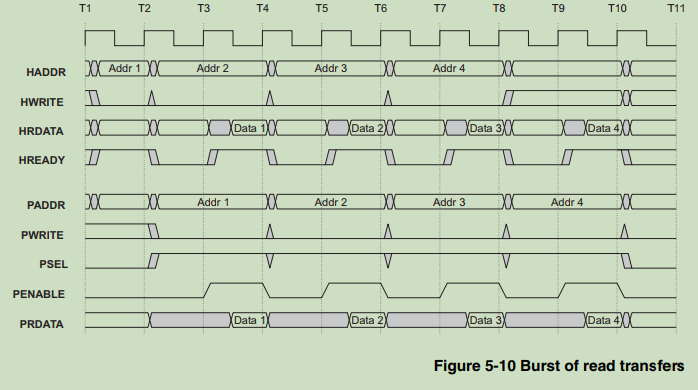 T1 T2 T3 T4 T5 T6 T7 T8 T9 T10 T11
HADDR Addr 1 Addr 2 Addr 3 Addr 4
HWRITE
HRDATA Data 1 Data 2 Data 3 Data 4
HREADY
PADDR Addr 1 Addr 2 Addr 3 Addr 4
PWRITE
PSEL
PENABLE
PRDATA Data 1 Data 2 Data 3 Data 4
Figure 5-10 Burst of read transfers